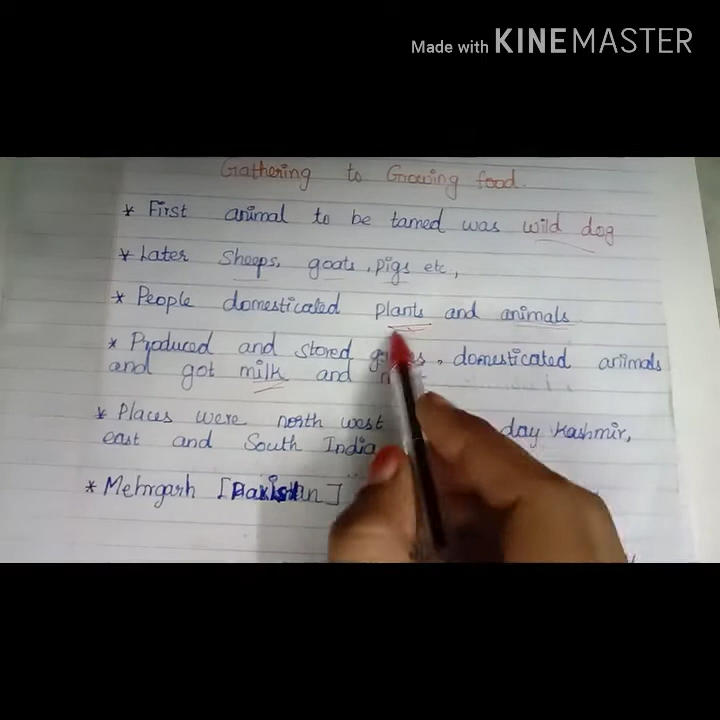 Made with KINEMASTER
Gathering to Growing food.
* First animal to be tamed was wild dog
* Later Sheeps, goats, pigs etc.,
* People domesticated plants and animals
* Produced and stored domesticated animals
and got milk and
* Places were north west day Kashmir,
east and South India
* Mehrgarh [Pakistan]